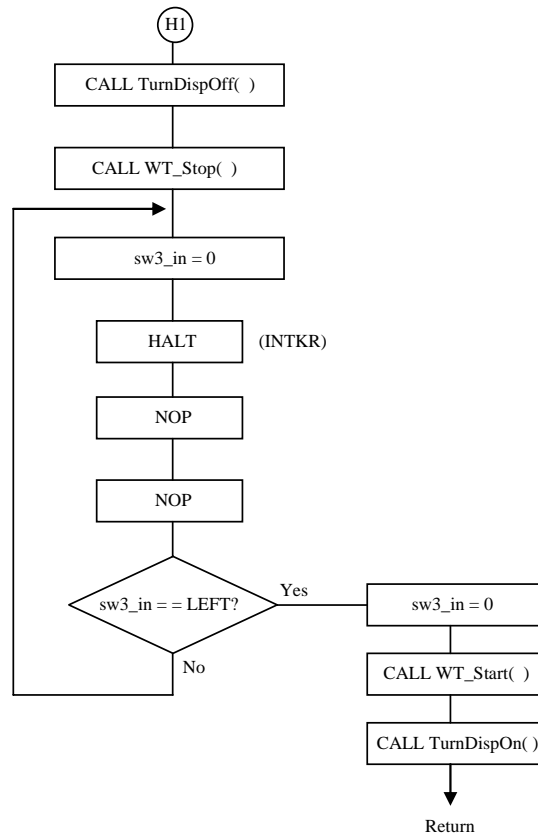 H1
CALL TurnDispOff( )
CALL WT_Stop( )
sw3_in = 0
HALT
(INTKR)
NOP
NOP
sw3_in = = LEFT?
Yes
No
sw3_in = 0
CALL WT_Start( )
CALL TurnDispOn( )
Return